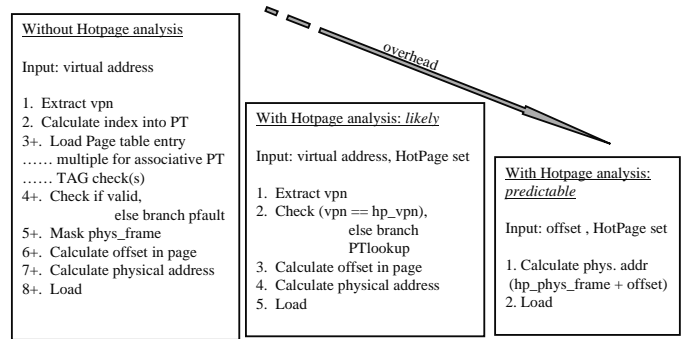 overhead
Without Hotpage analysis
Input: virtual address
1. Extract vpn
2. Calculate index into PT
3+. Load Page table entry
…… multiple for associative PT
…… TAG check(s)
4+. Check if valid,
else branch pfault
5+. Mask phys_frame
6+. Calculate offset in page
7+. Calculate physical address
8+. Load
With Hotpage analysis: likely
Input: virtual address, HotPage set
1. Extract vpn
2. Check (vpn == hp_vpn),
else branch
PTlookup
3. Calculate offset in page
4. Calculate physical address
5. Load
With Hotpage analysis:
predictable
Input: offset , HotPage set
1. Calculate phys. addr
(hp_phys_frame + offset)
2. Load